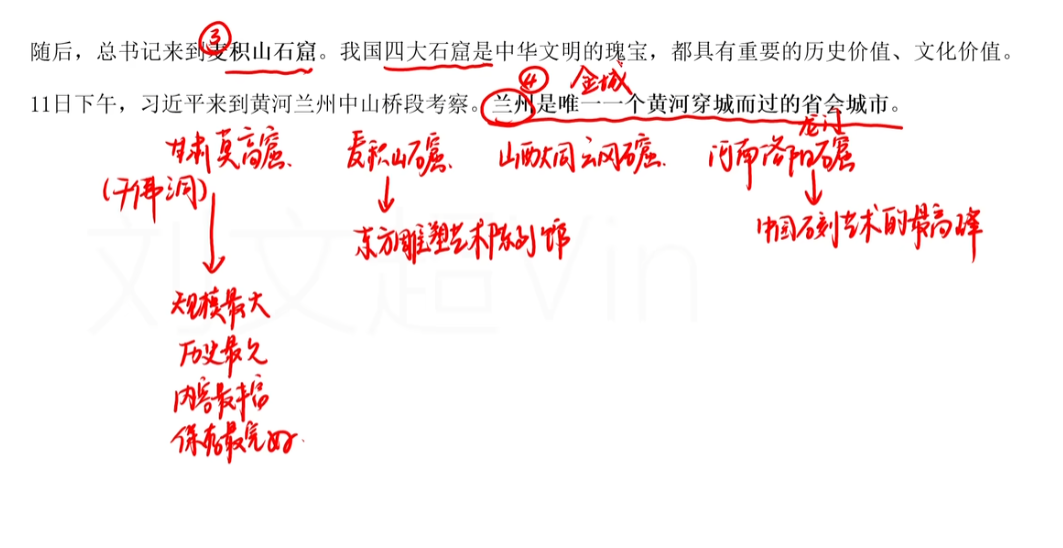 ③
随后，总书记来到麦积山石窟。我国四大石窟是中华文明的瑰宝，都具有重要的历史价值、文化价值。
④ 金城
11日下午，习近平来到黄河兰州中山桥段考察。兰州是唯一一个黄河穿城而过的省会城市。
龙门
甘肃莫高窟. 麦积山石窟. 山西大同云冈石窟. 河南洛阳石窟
(千佛洞)
东方雕塑艺术陈列馆
中国石刻艺术的最高峰
规模最大
历史最久
内容最丰富
保存最完好.
刘文超Vin